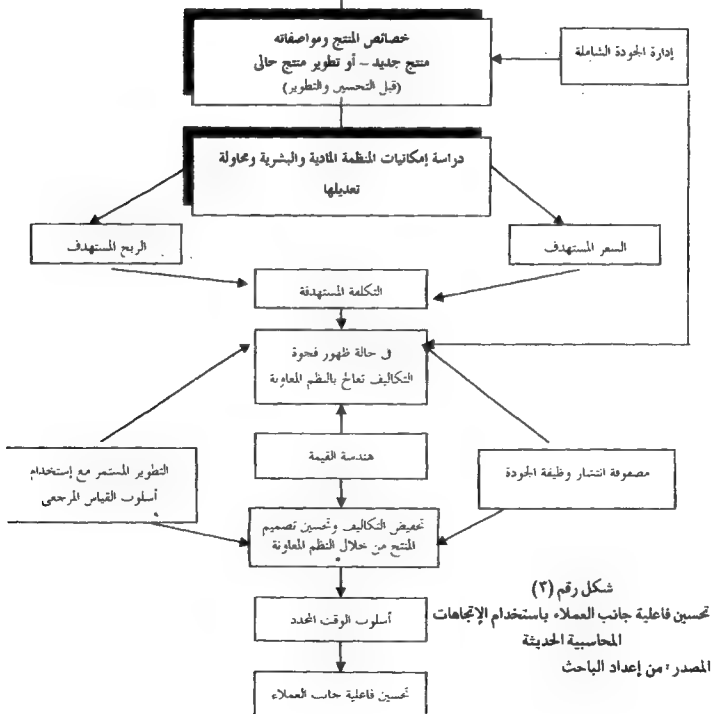 خصائص المنتج ومواصفاته
منتج جديد – أو تطوير منتج حالى
(قبل التحسين والتطوير)
إدارة الجودة الشاملة
دراسة إمكانيات المنظمة المادية والبشرية ومحاولة
تعديلها
السعر المستهدف
الربح المستهدف
التكلفة المستهدفة
فى حالة ظهور فجوة
التكاليف تعالج بالنظم المعاونة
هندسة القيمة
مصفوفة انتشار وظيفة الجودة
التطوير المستمر مع إستخدام
أسلوب القياس المرجعى
تخفيض التكاليف وتحسين تصميم
المنتج من خلال النظم المعاونة
أسلوب الوقت المحدد
تحسين فاعلية جانب العملاء
شكل رقم (٣)
تحسين فاعلية جانب العملاء باستخدام الإتجاهات
المحاسبية الحديثة
المصدر : من إعداد الباحث